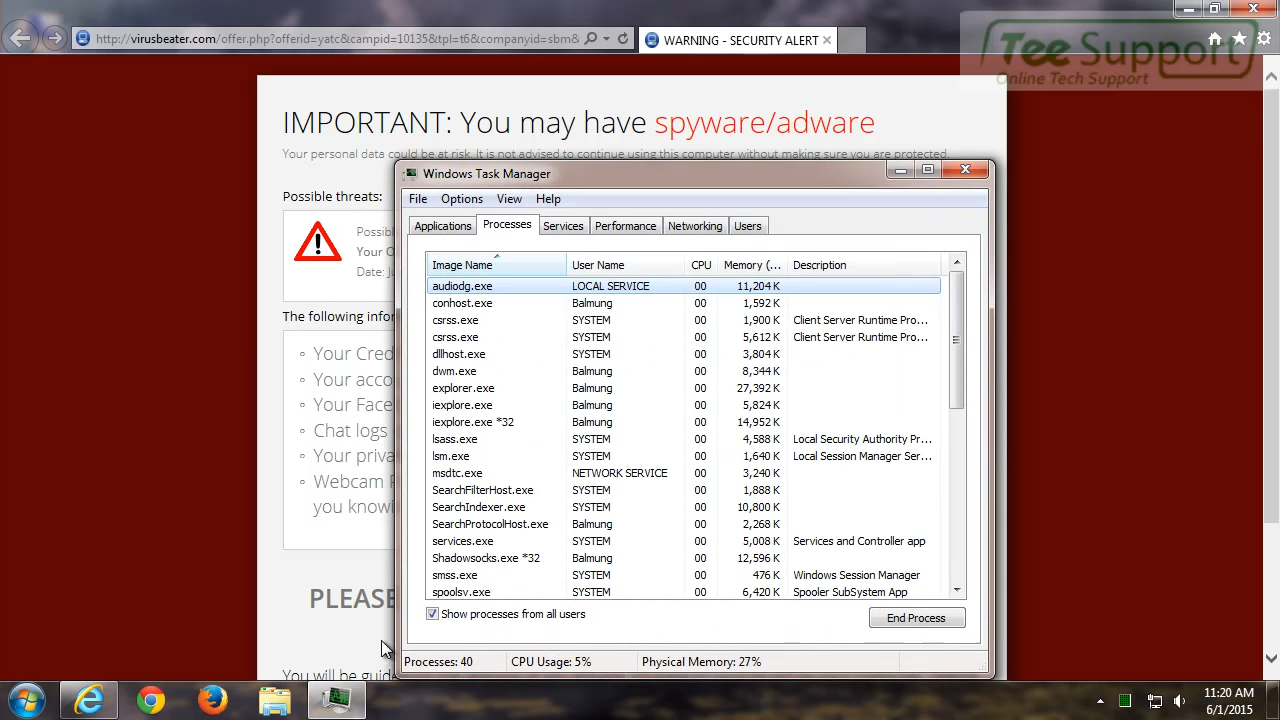 http://virusbeater.com/offer.php?offerid=yatc&campid=10135&tpl=t6&companyid=sbm&
WARNING - SECURITY ALERT
Tee Support
Online Tech Support
IMPORTANT: You may have spyware/adware
Your personal data could be at risk. It is not advised to continue using this computer without making sure you are protected.
Possible threats:
Your O
Date: Ju
The following infor
Your Cred
Your acco
Your Face
Chat logs
Your priva
Webcam
you know
PLEASE
You will be guide
Windows Task Manager
File Options View Help
Applications Processes Services Performance Networking Users
Image Name User Name CPU Memory (... Description
audiodg.exe LOCAL SERVICE 00 11,204 K
conhost.exe Balmung 00 1,592 K
csrss.exe SYSTEM 00 1,900 K Client Server Runtime Pro...
csrss.exe SYSTEM 00 5,612 K Client Server Runtime Pro...
dllhost.exe SYSTEM 00 3,804 K
dwm.exe Balmung 00 8,344 K
explorer.exe Balmung 00 27,392 K
iexplore.exe Balmung 00 5,824 K
iexplore.exe *32 Balmung 00 14,952 K
lsass.exe SYSTEM 00 4,588 K Local Security Authority Pr...
lsm.exe SYSTEM 00 1,640 K Local Session Manager Ser...
msdtc.exe NETWORK SERVICE 00 3,240 K
SearchFilterHost.exe SYSTEM 00 1,888 K
SearchIndexer.exe SYSTEM 00 10,800 K
SearchProtocolHost.exe Balmung 00 2,268 K
services.exe SYSTEM 00 5,008 K Services and Controller app
Shadowsocks.exe *32 Balmung 00 12,596 K
smss.exe SYSTEM 00 476 K Windows Session Manager
spoolsv.exe SYSTEM 00 6,420 K Spooler SubSystem App
Show processes from all users
End Process
Processes: 40 CPU Usage: 5% Physical Memory: 27%
11:20 AM
6/1/2015